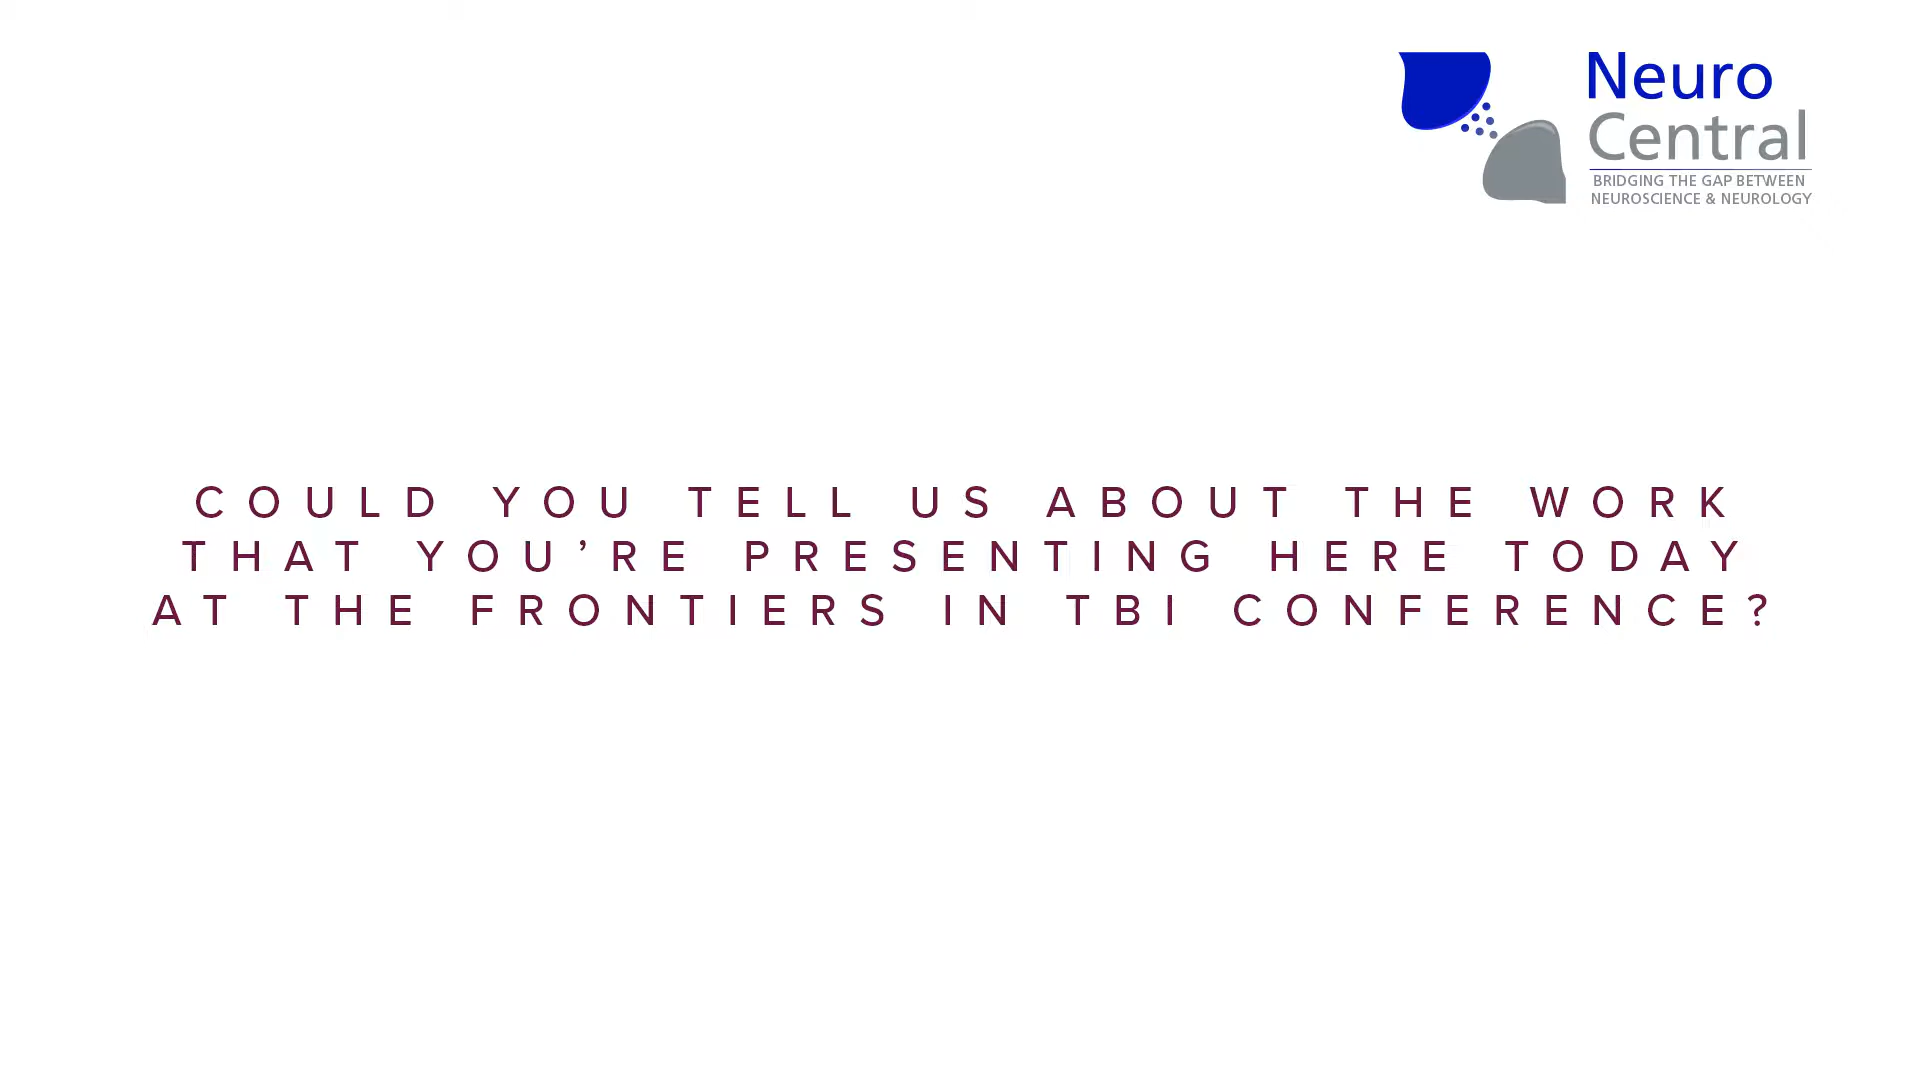 Neuro
Central
BRIDGING THE GAP BETWEEN
NEUROSCIENCE & NEUROLOGY
COULD YOU TELL US ABOUT THE WORK
THAT YOU’RE PRESENTING HERE TODAY
AT THE FRONTIERS IN TBI CONFERENCE?